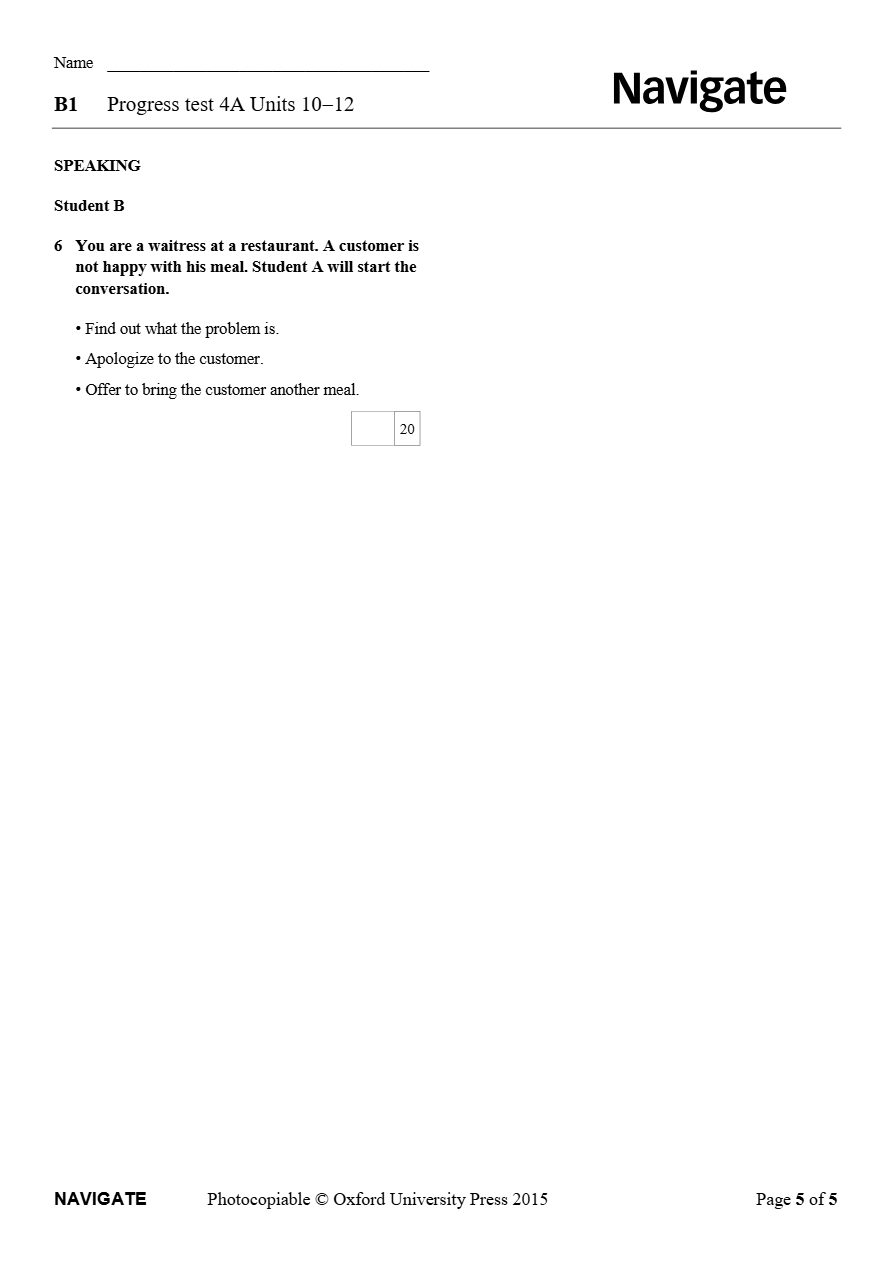 Name
Navigate
B1 Progress test 4A Units 10–12
SPEAKING
Student B
6 You are a waitress at a restaurant. A customer is
not happy with his meal. Student A will start the
conversation.
• Find out what the problem is.
• Apologize to the customer.
• Offer to bring the customer another meal.
20
NAVIGATE Photocopiable © Oxford University Press 2015 Page 5 of 5